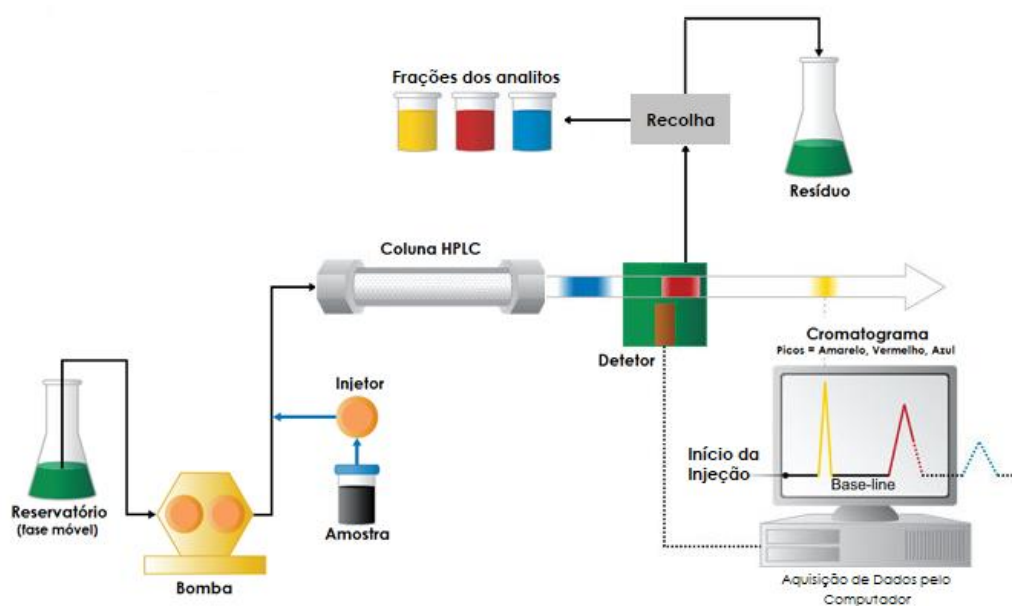 Frações dos analitos
Recolha
Resíduo
Coluna HPLC
Detetor
Cromatograma
Picos = Amarelo, Vermelho, Azul
Injetor
Início da
Injeção
Base-line
Reservatório
(fase móvel)
Amostra
Bomba
Aquisição de Dados pelo
Computador